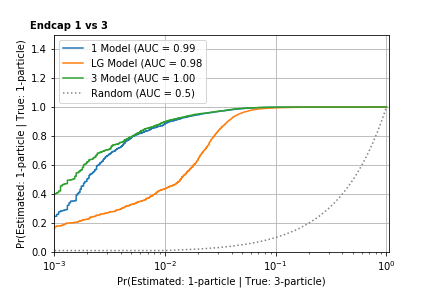 Endcap 1 vs 3
1 Model (AUC = 0.99
LG Model (AUC = 0.98
3 Model (AUC = 1.00
Random (AUC = 0.5)
Pr(Estimated: 1-particle | True: 1-particle)
1.4
1.2
1.0
0.8
0.6
0.4
0.2
0.0
10⁻³
10⁻²
10⁻¹
10⁰
Pr(Estimated: 1-particle | True: 3-particle)